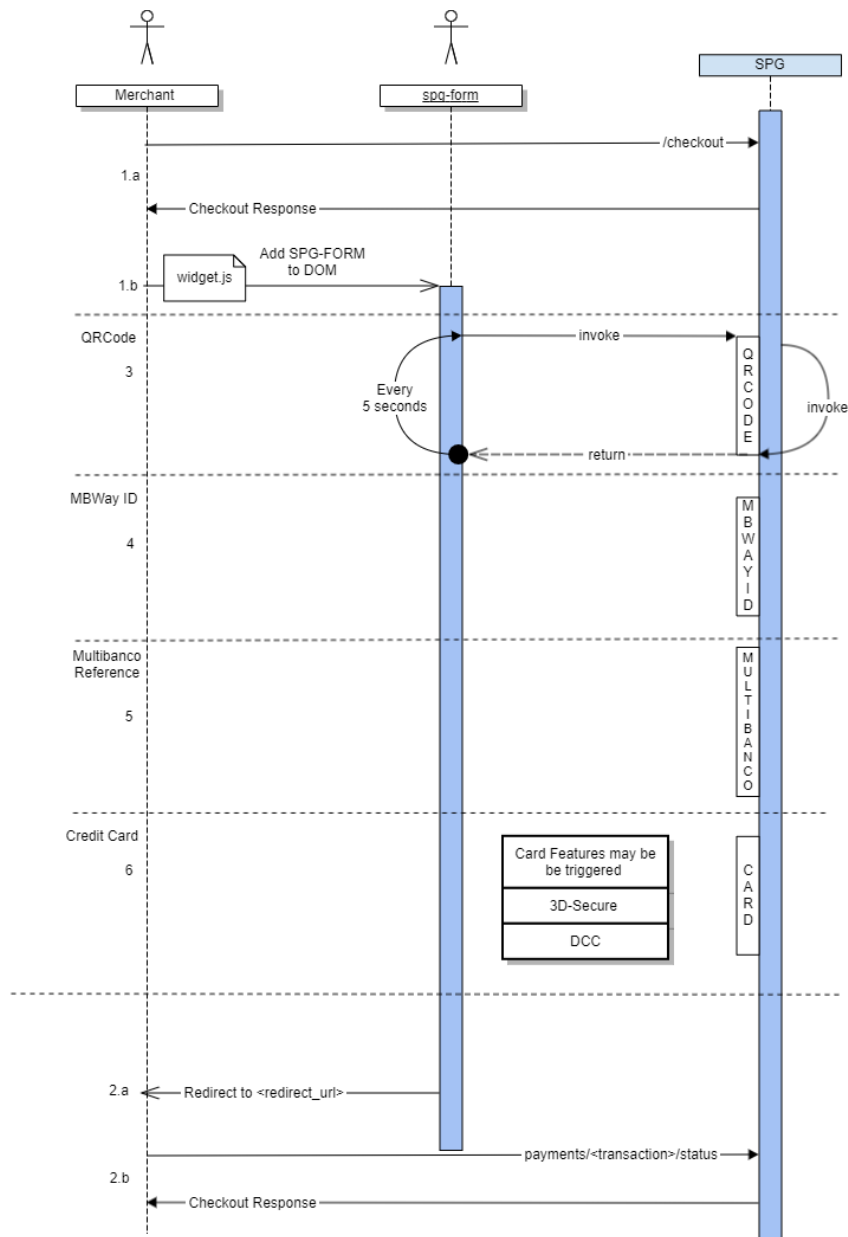 SPG
Merchant
spg-form
/checkout
1.a
Checkout Response
Add SPG-FORM
to DOM
widget.js
1.b
QRCode
invoke
3
Every
5 seconds
Q
R
C
O
D
E
invoke
return
MBWay ID
4
M
B
W
A
Y
I
D
Multibanco
Reference
5
M
U
L
T
I
B
A
N
C
O
Credit Card
6
Card Features may be
be triggered
3D-Secure
DCC
C
A
R
D
2.a
Redirect to <redirect_url>
payments/<transaction>/status
2.b
Checkout Response